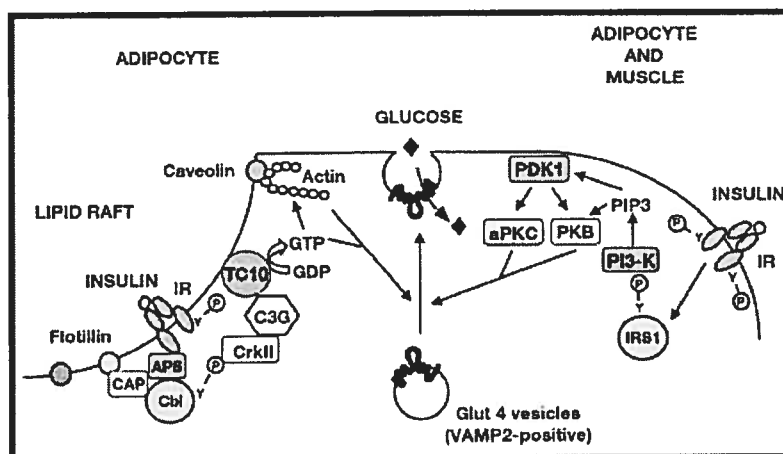 ADIPOCYTE
ADIPOCYTE
AND
MUSCLE
GLUCOSE
Caveolin
Actin
PDK1
LIPID RAFT
INSULIN
PIP3
P
Y
aPKC
PKB
GTP
GDP
TC10
PI3-K
IR
INSULIN
IR
Y
P
Y
P
P
Y
C3G
Flotillin
IRS1
CrkII
P
Y
APS
CAP
Cbl
Glut 4 vesicles
(VAMP2-positive)